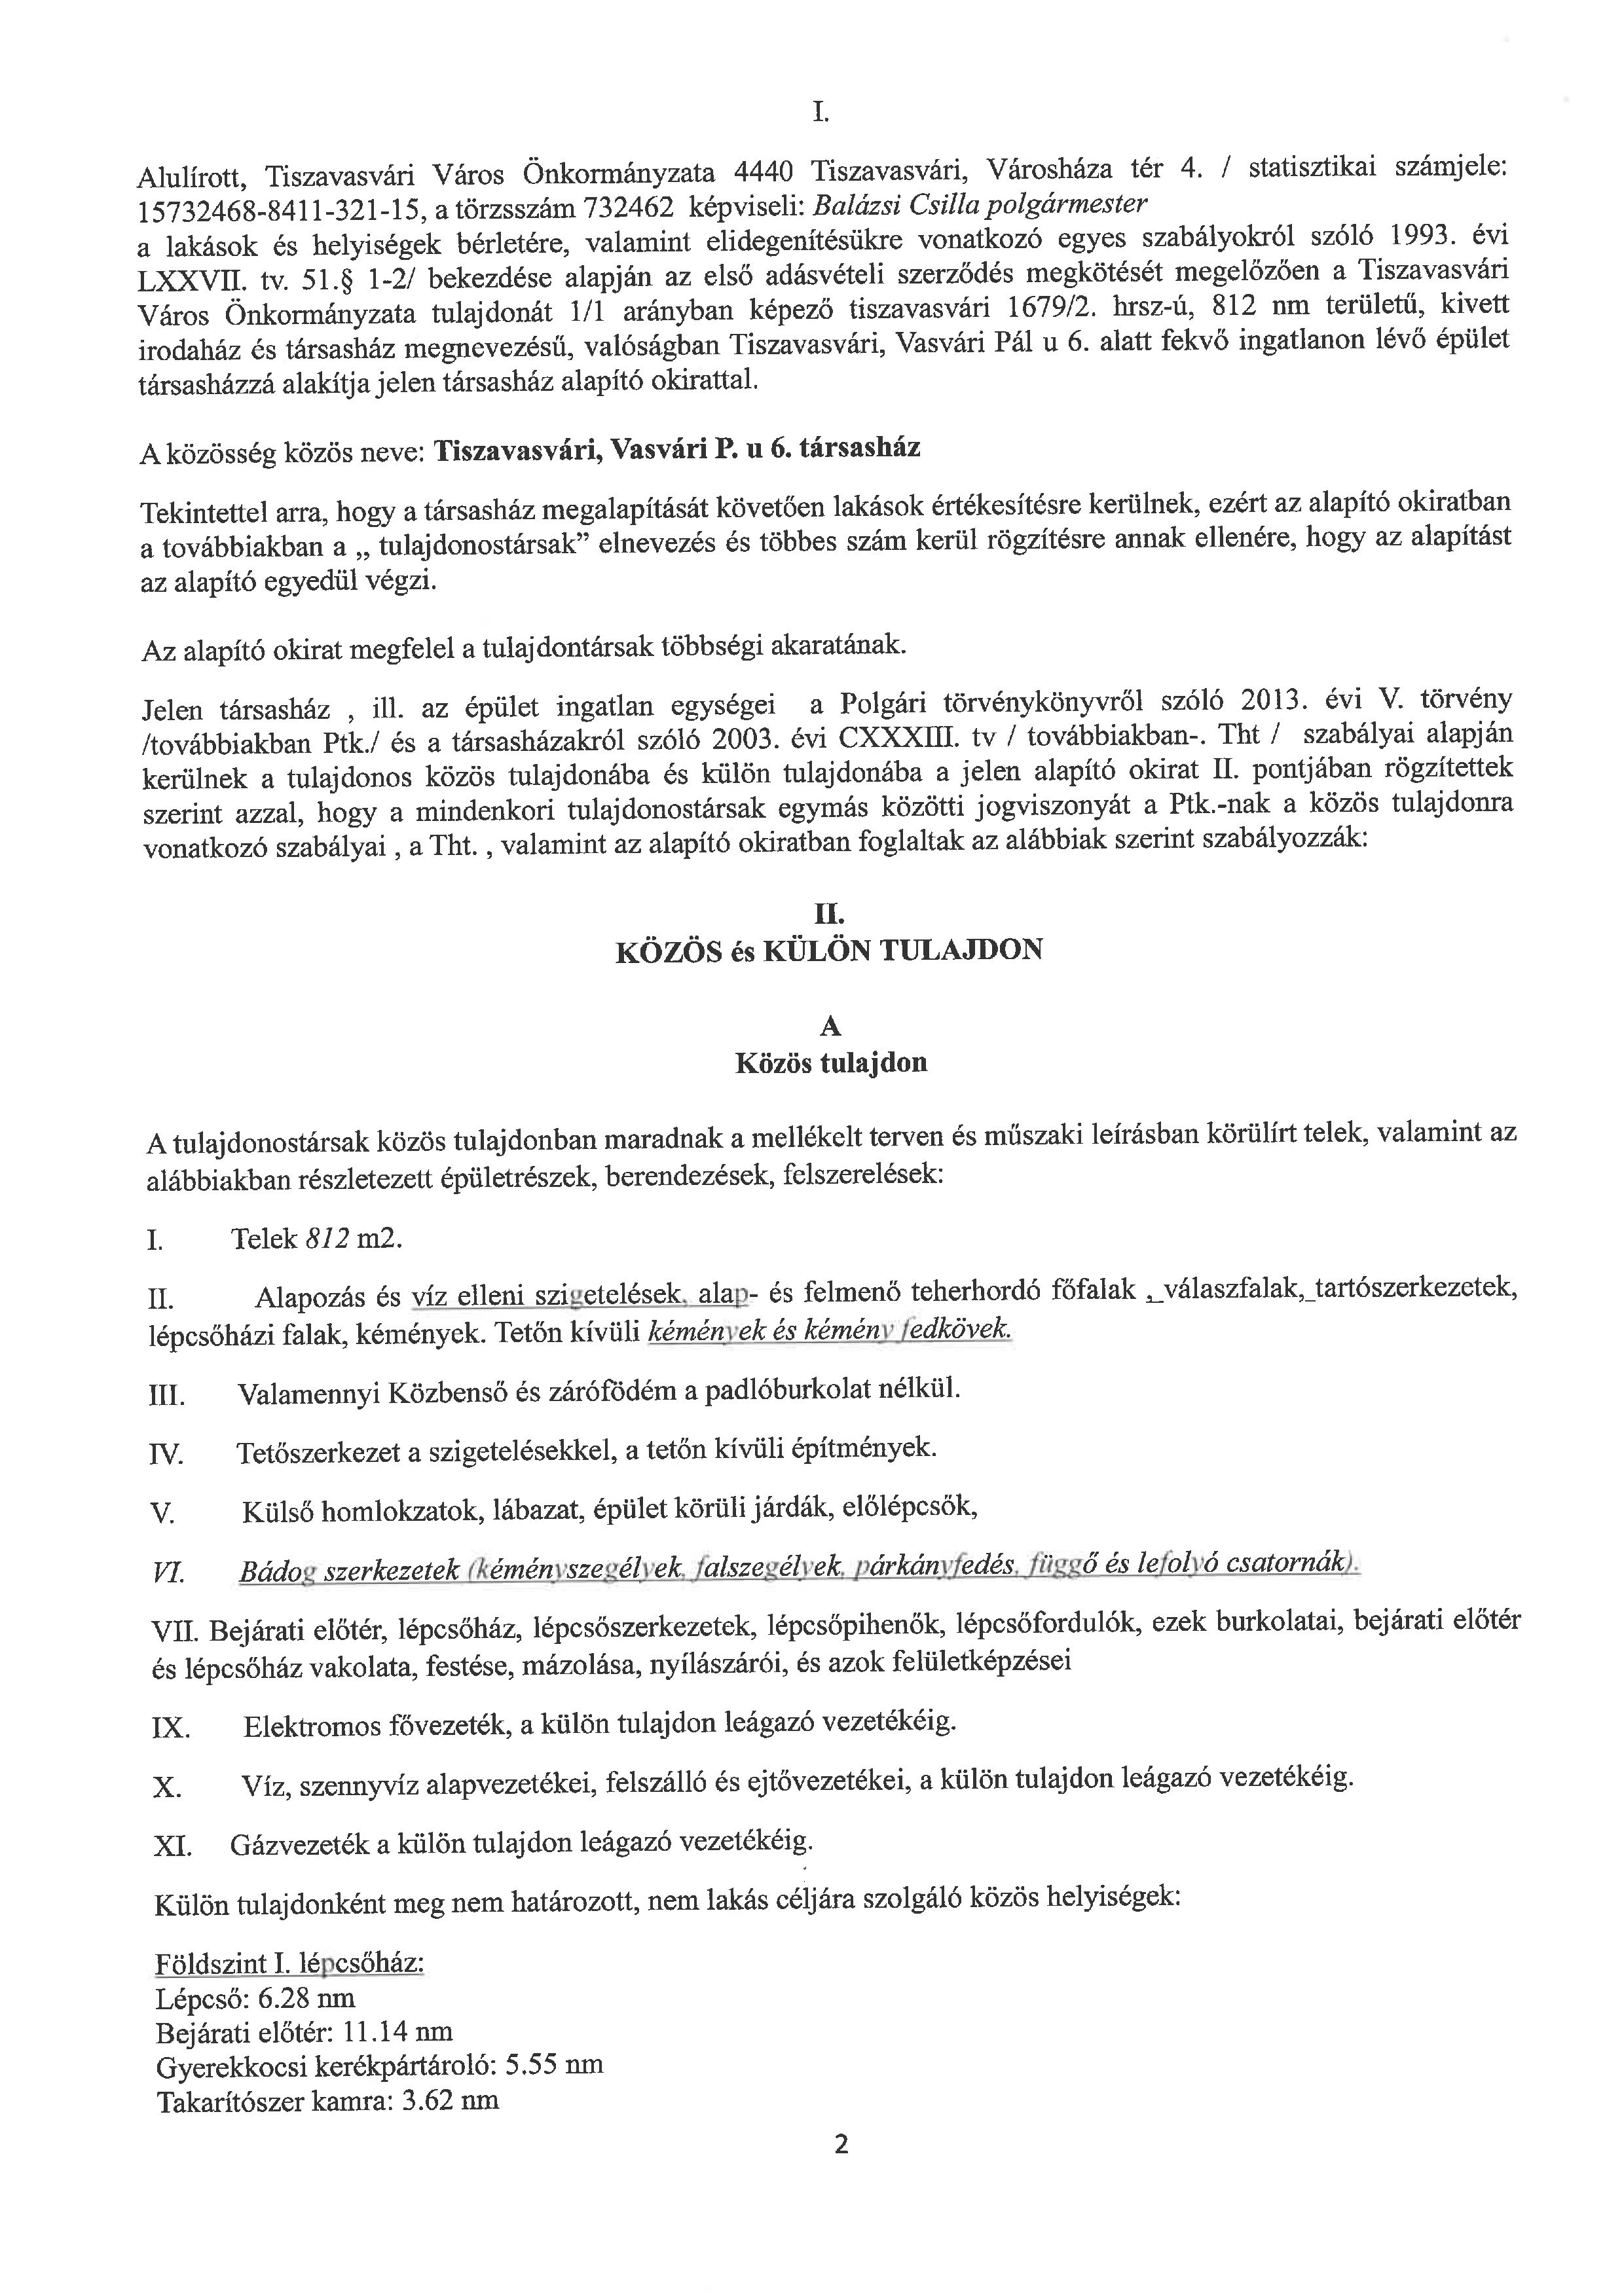 I.
Alulírott, Tiszavasvári Város Önkormányzata 4440 Tiszavasvári, Városháza tér 4. / statisztikai számjele:
15732468-8411-321-15, a törzsszám 732462 képviseli: Balázsi Csilla polgármester
a lakások és helyiségek bérletére, valamint elidegenítésükre vonatkozó egyes szabályokról szóló 1993. évi
LXXVII. tv. 51.§ 1-2/ bekezdése alapján az első adásvételi szerződés megkötését megelőzően a Tiszavasvári
Város Önkormányzata tulajdonát 1/1 arányban képező tiszavasvári 1679/2. hrsz-ú, 812 nm területű, kivett
irodaház és társasház megnevezésű, valóságban Tiszavasvári, Vasvári Pál u 6. alatt fekvő ingatlanon lévő épület
társasházzá alakítja jelen társasház alapító okirattal.
A közösség közös neve: Tiszavasvári, Vasvári P. u 6. társasház
Tekintettel arra, hogy a társasház megalapítását követően lakások értékesítésre kerülnek, ezért az alapító okiratban
a továbbiakban a „ tulajdonostársak” elnevezés és többes szám kerül rögzítésre annak ellenére, hogy az alapítást
az alapító egyedül végzi.
Az alapító okirat megfelel a tulajdontársak többségi akaratának.
Jelen társasház , ill. az épület ingatlan egységei a Polgári törvénykönyvről szóló 2013. évi V. törvény
/továbbiakban Ptk./ és a társasházakról szóló 2003. évi CXXXIII. tv / továbbiakban-. Tht / szabályai alapján
kerülnek a tulajdonos közös tulajdonába és külön tulajdonába a jelen alapító okirat II. pontjában rögzítettek
szerint azzal, hogy a mindenkori tulajdonostársak egymás közötti jogviszonyát a Ptk.-nak a közös tulajdonra
vonatkozó szabályai , a Tht. , valamint az alapító okiratban foglaltak az alábbiak szerint szabályozzák:
II.
KÖZÖS és KÜLÖN TULAJDON
A
Közös tulajdon
A tulajdonostársak közös tulajdonban maradnak a mellékelt terven és műszaki leírásban körülírt telek, valamint az
alábbiakban részletezett épületrészek, berendezések, felszerelések:
I. Telek 812 m2.
II. Alapozás és víz elleni szigetelések, alap- és felmenő teherhordó főfalak , válaszfalak, tartószerkezetek,
lépcsőházi falak, kémények. Tetőn kívüli kémények és kémény fedkövek.
III. Valamennyi Közbenső és zárófödém a padlóburkolat nélkül.
IV. Tetőszerkezet a szigetelésekkel, a tetőn kívüli építmények.
V. Külső homlokzatok, lábazat, épület körüli járdák, előlépcsők,
VI. Bádog szerkezetek (kéményszegélyek, falszegélyek, párkányfedés, függő és lefolyó csatornák).
VII. Bejárati előtér, lépcsőház, lépcsőszerkezetek, lépcsőpihenők, lépcsőfordulók, ezek burkolatai, bejárati előtér
és lépcsőház vakolata, festése, mázolása, nyílászárói, és azok felületképzései
IX. Elektromos fővezeték, a külön tulajdon leágazó vezetékéig.
X. Víz, szennyvíz alapvezetékei, felszálló és ejtővezetékei, a külön tulajdon leágazó vezetékéig.
XI. Gázvezeték a külön tulajdon leágazó vezetékéig.
Külön tulajdonként meg nem határozott, nem lakás céljára szolgáló közös helyiségek:
Földszint I. lépcsőház:
Lépcső: 6.28 nm
Bejárati előtér: 11.14 nm
Gyerekkocsi kerékpártároló: 5.55 nm
Takarítószer kamra: 3.62 nm
2